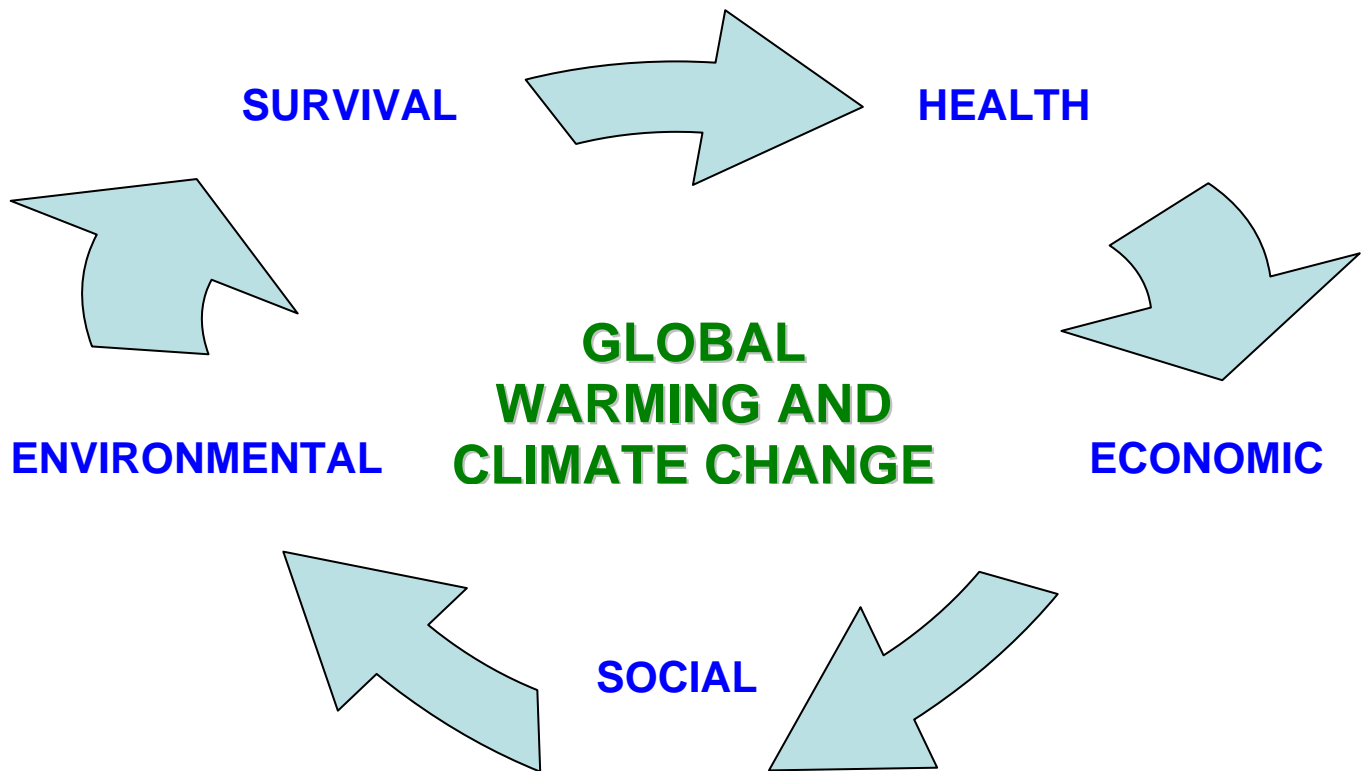 SURVIVAL
HEALTH
GLOBAL
WARMING AND
CLIMATE CHANGE
ENVIRONMENTAL
ECONOMIC
SOCIAL